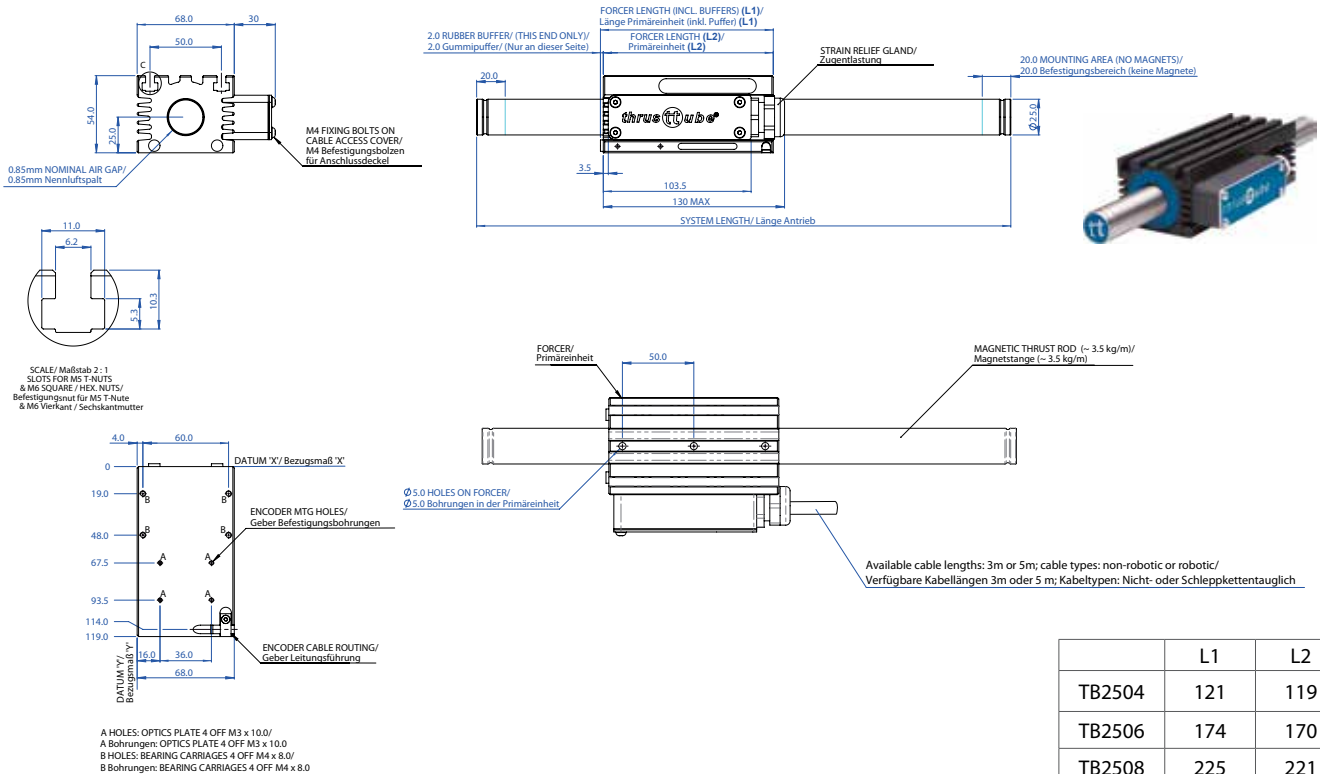 68.0
30
50.0
C
54.0
25.0
0.85mm NOMINAL AIR GAP/
0.85mm Nennluftspalt
M4 FIXING BOLTS ON
CABLE ACCESS COVER/
M4 Befestigungsbolzen
für Anschlussdeckel
FORCER LENGTH (INCL. BUFFERS) (L1)/
Länge Primäreinheit (inkl. Puffer) (L1)
2.0 RUBBER BUFFER/ (THIS END ONLY)/
2.0 Gummipuffer/ (Nur an dieser Seite)
FORCER LENGTH (L2)/
Primäreinheit (L2)
STRAIN RELIEF GLAND/
Zugentlastung
20.0 MOUNTING AREA (NO MAGNETS)/
20.0 Befestigungsbereich (keine Magnete)
20.0
thrusttube®
Ø25.0
3.5
103.5
130 MAX
SYSTEM LENGTH/ Länge Antrieb
tt
thrusttube
11.0
6.2
10.3
5.3
SCALE/ Maßstab 2 : 1
SLOTS FOR M5 T-NUTS
& M6 SQUARE / HEX. NUTS/
Befestigungsnut für M5 T-Nute
& M6 Vierkant / Sechskantmutter
FORCER/
Primäreinheit
50.0
MAGNETIC THRUST ROD (~ 3.5 kg/m)/
Magnetstange (~ 3.5 kg/m)
Ø5.0 HOLES ON FORCER/
Ø5.0 Bohrungen in der Primäreinheit
Available cable lengths: 3m or 5m; cable types: non-robotic or robotic/
Verfügbare Kabellängen 3m oder 5 m; Kabeltypen: Nicht- oder Schleppkettentauglich
4.0
60.0
0
DATUM 'X'/ Bezugsmaß 'X'
19.0
B
B
48.0
B
B
ENCODER MTG HOLES/
Geber Befestigungsbohrungen
67.5
A
A
93.5
A
A
114.0
119.0
ENCODER CABLE ROUTING/
Geber Leitungsführung
16.0
36.0
68.0
DATUM 'Y'/
Bezugsmaß 'Y'
A HOLES: OPTICS PLATE 4 OFF M3 x 10.0/
A Bohrungen: OPTICS PLATE 4 OFF M3 x 10.0
B HOLES: BEARING CARRIAGES 4 OFF M4 x 8.0/
B Bohrungen: BEARING CARRIAGES 4 OFF M4 x 8.0
L1 L2
TB2504 121 119
TB2506 174 170
TB2508 225 221